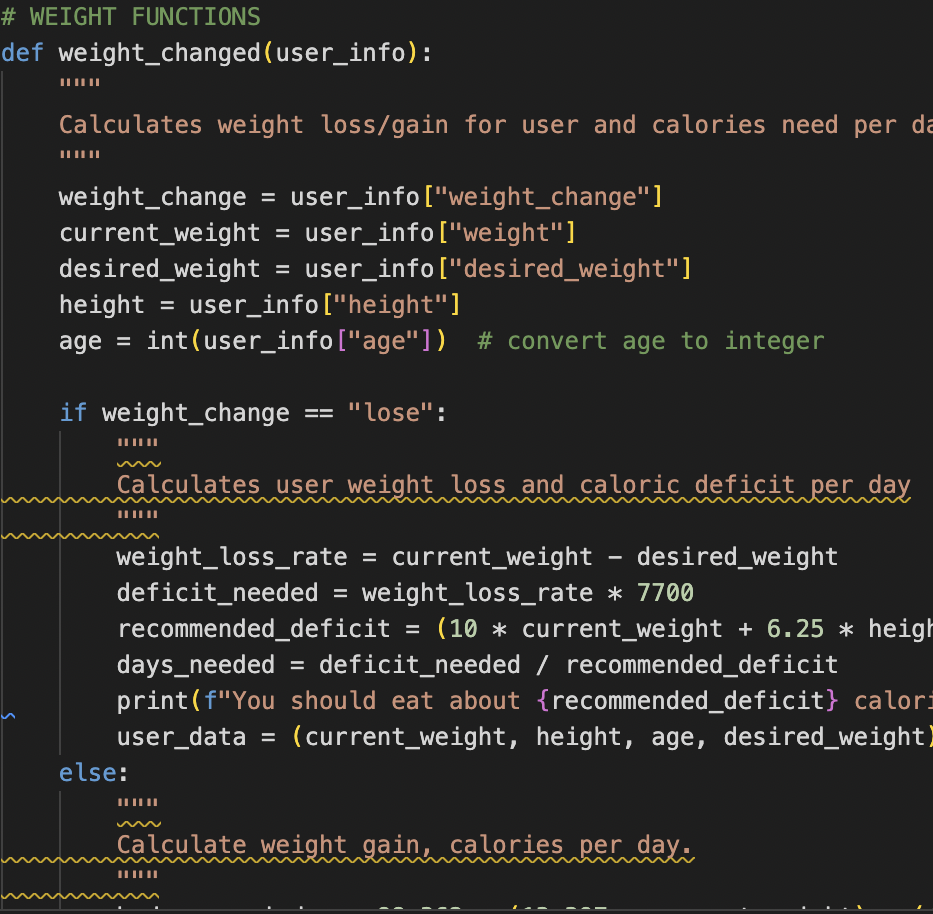 # WEIGHT FUNCTIONS
def weight_changed(user_info):
    """
    Calculates weight loss/gain for user and calories need per
    """
    weight_change = user_info["weight_change"]
    current_weight = user_info["weight"]
    desired_weight = user_info["desired_weight"]
    height = user_info["height"]
    age = int(user_info["age"])  # convert age to integer

    if weight_change == "lose":
        """
        Calculates user weight loss and caloric deficit per day
        """
        weight_loss_rate = current_weight - desired_weight
        deficit_needed = weight_loss_rate * 7700
        recommended_deficit = (10 * current_weight + 6.25 *
        days_needed = deficit_needed / recommended_deficit
        print(f"You should eat about {recommended_deficit}
        user_data = (current_weight, height, age, desired_weight)
    else:
        """
        Calculate weight gain, calories per day.
        """